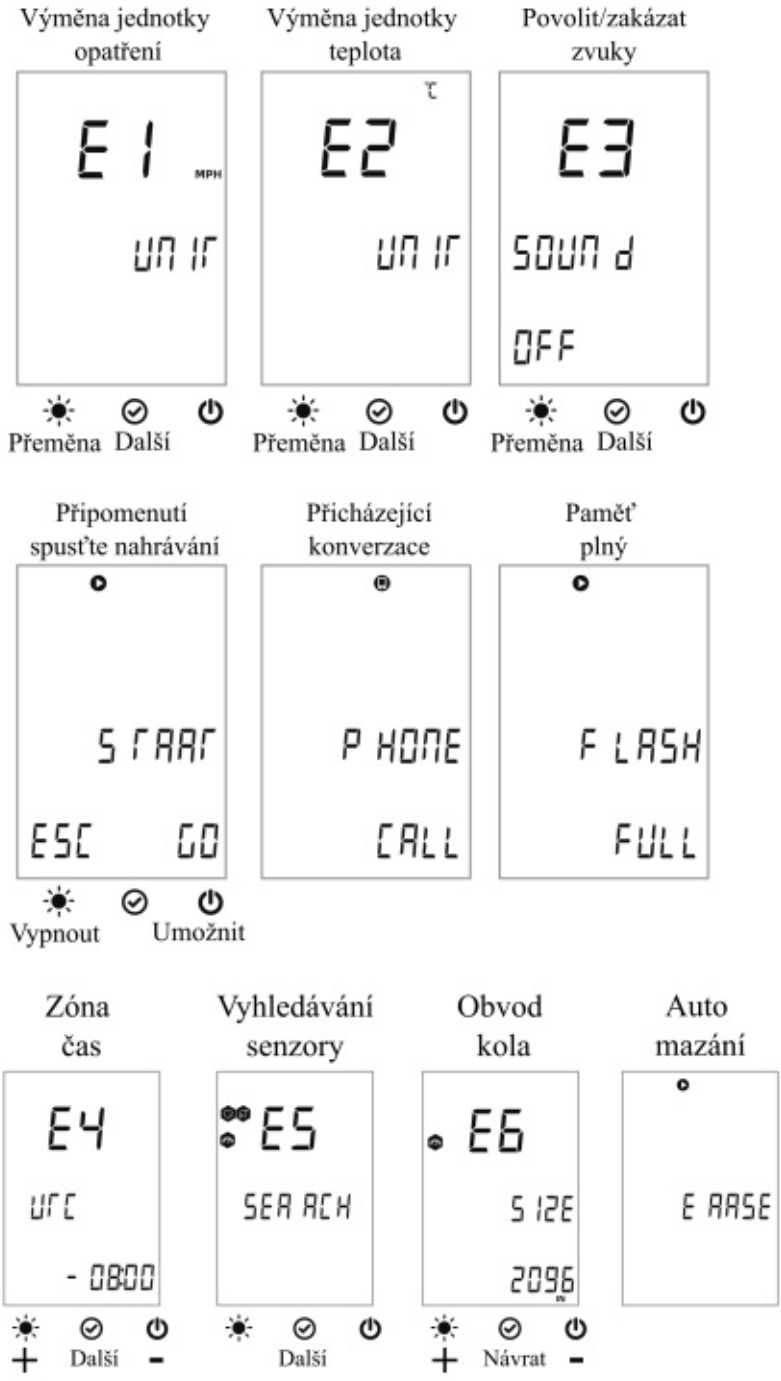 Výměna jednotky
opatření
Výměna jednotky
teplota
Povolit/zakázat
zvuky
E1
MPH
UNIT
℃
E2
UNIT
E3
SOUND
OFF
Přeměna Další
Přeměna Další
Přeměna Další
Připomenutí
spusťte nahrávání
Přicházející
konverzace
Paměť
plný
START
ESC GO
PHONE
CALL
FLASH
FULL
Vypnout Umožnit
Zóna
čas
Vyhledávání
senzory
Obvod
kola
Auto
mazání
E4
UTC
- 08:00
E5
SEARCH
E6
SIZE
2096
IN
ERASE
+ Další -
Další
+ Návrat -